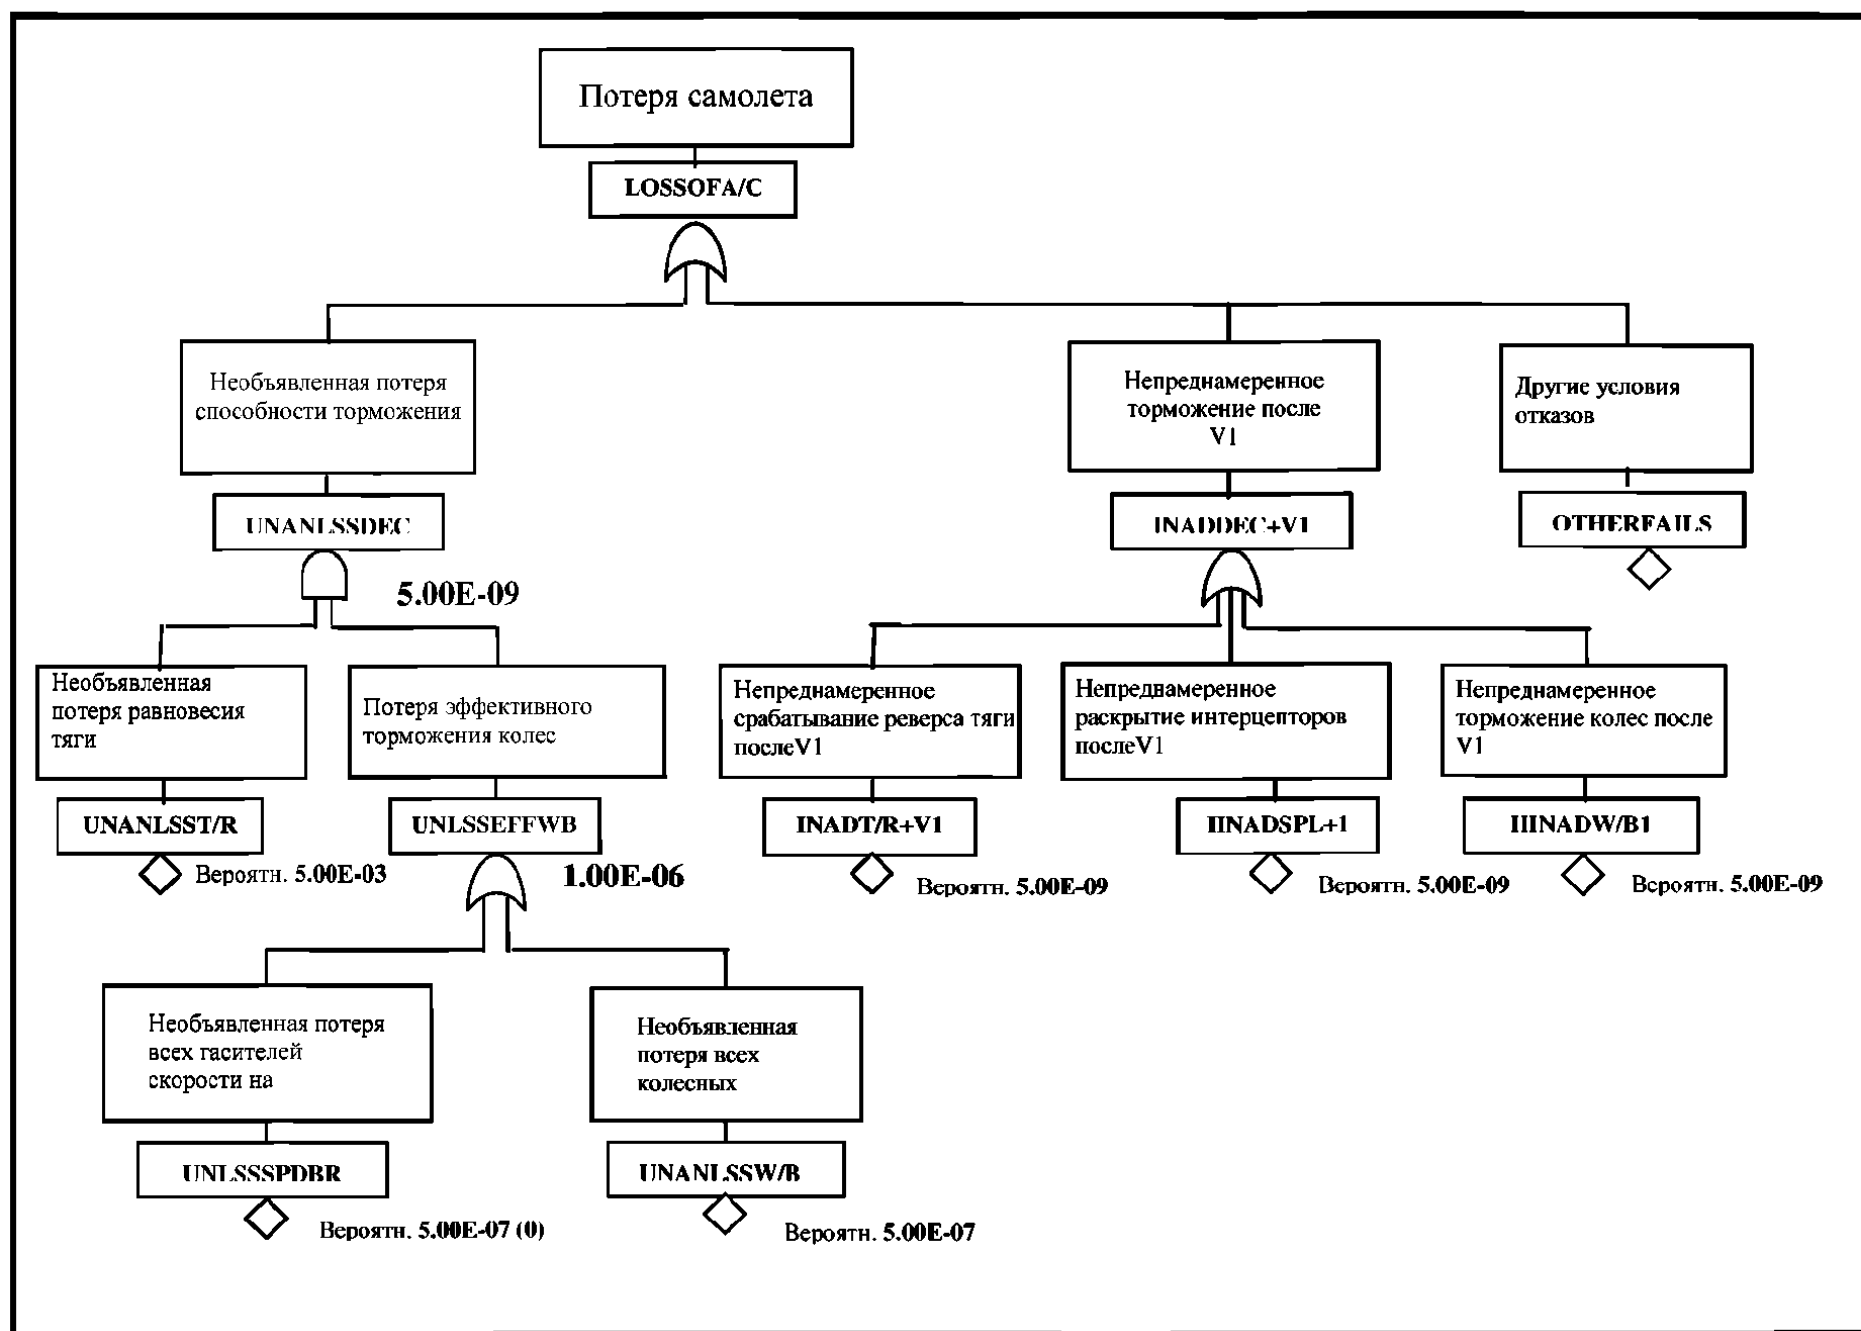 Потеря самолета
LOSSOFA/C
Необъявленная потеря
способности торможения
Непреднамеренное
торможение после
V1
Другие условия
отказов
UNANLSSDEC
INADDEC+V1
OTHERFAILS
5.00E-09
Необъявленная
потеря равновесия
тяги
Потеря эффективного
торможения колес
Непреднамеренное
срабатывание реверса тяги
послеV1
Непреднамеренное
раскрытие интерцепторов
послеV1
Непреднамеренное
торможение колес после
V1
UNANLSST/R
UNLSSEFFWB
INADT/R+V1
IINADSPL+1
IIINADW/B1
Вероятн. 5.00E-03
1.00E-06
Вероятн. 5.00E-09
Вероятн. 5.00E-09
Вероятн. 5.00E-09
Необъявленная потеря
всех гасителей
скорости на
Необъявленная
потеря всех
колесных
UNLSSSPDBR
UNANLSSW/B
Вероятн. 5.00E-07 (0)
Вероятн. 5.00E-07